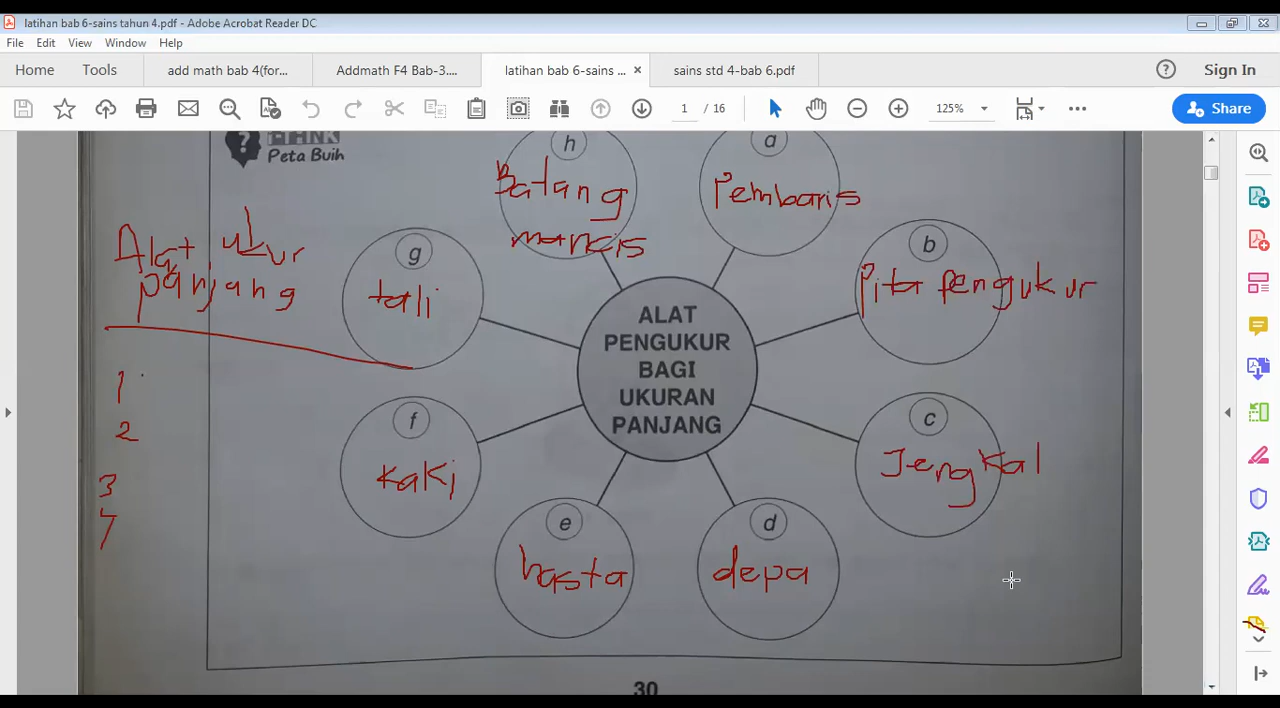 latihan bab 6-sains tahun 4.pdf - Adobe Acrobat Reader DC
File Edit View Window Help
Home Tools add math bab 4(for... Addmath F4 Bab-3.... latihan bab 6-sains ... × sains std 4-bab 6.pdf ? Sign In
1 / 16 125% Share
? i-THINK
Peta Buih
h
Batang
mancis
a
Pembaris
Alat ukur
panjang
1
2
3
4
g
tali
b
Pita Pengukur
ALAT
PENGUKUR
BAGI
UKURAN
PANJANG
f
kaki
c
Jengkal
e
hasta
d
depa
30